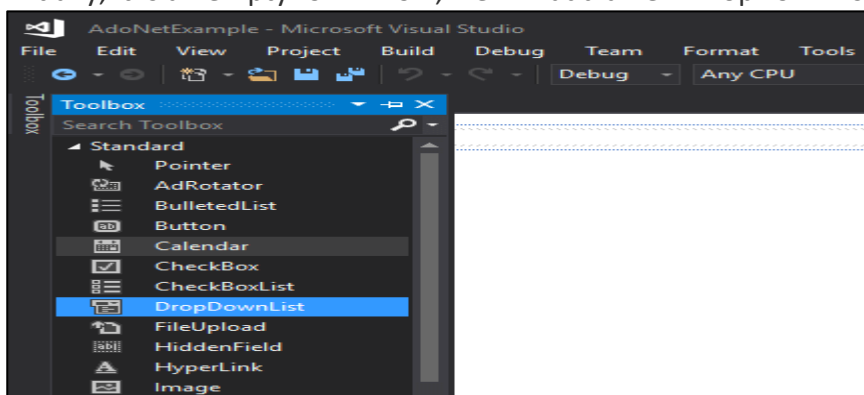 AdoNetExample - Microsoft Visual Studio
File Edit View Project Build Debug Team Format Tools
Debug Any CPU
Toolbox
Toolbox
Search Toolbox
Standard
Pointer
AdRotator
BulletedList
Button
Calendar
CheckBox
CheckBoxList
DropDownList
FileUpload
HiddenField
HyperLink
Image